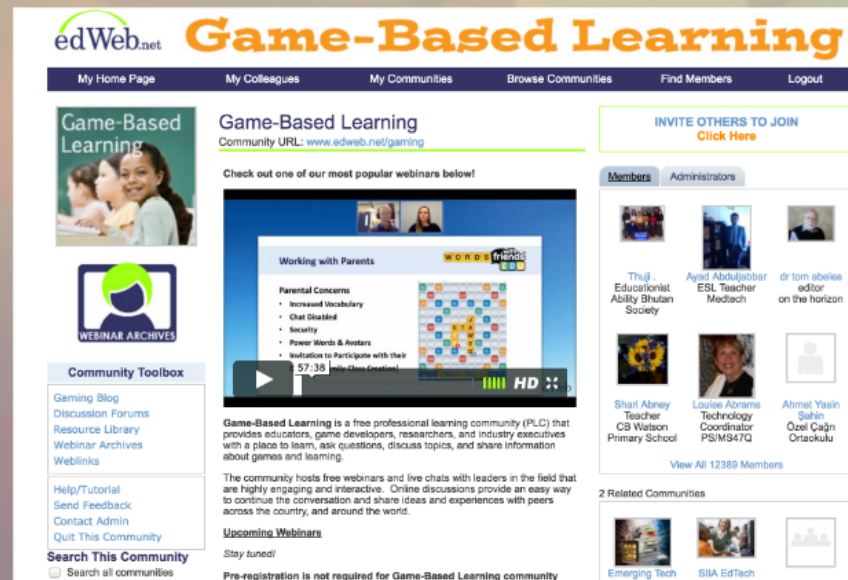 edWeb.net Game-Based Learning
My Home Page My Colleagues My Communities Browse Communities Find Members Logout
Game-Based
Learning
WEBINAR ARCHIVES
Community Toolbox
Gaming Blog
Discussion Forums
Resource Library
Webinar Archives
Weblinks
Help/Tutorial
Send Feedback
Contact Admin
Quit This Community
Search This Community
Search all communities
Game-Based Learning
Community URL: www.edweb.net/gaming
Check out one of our most popular webinars below!
Working with Parents
WORDS with friends
EDU
Parental Concerns
• Increased Vocabulary
• Chat Disabled
• Security
• Power Words & Avatars
• Invitation to Participate with their
57:38
HD
Game-Based Learning is a free professional learning community (PLC) that
provides educators, game developers, researchers, and industry executives
with a place to learn, ask questions, discuss topics, and share information
about games and learning.
The community hosts free webinars and live chats with leaders in the field that
are highly engaging and interactive. Online discussions provide an easy way
to continue the conversation and share ideas and experiences with peers
across the country, and around the world.
Upcoming Webinars
Stay tuned!
Pre-registration is not required for Game-Based Learning community
INVITE OTHERS TO JOIN
Click Here
Members Administrators
Thuji .
Educationist
Ability Bhutan
Society
Ayad Abduljabbar
ESL Teacher
Medtech
dr tom abeles
editor
on the horizon
Shari Abney
Teacher
CB Watson
Primary School
Louise Abrams
Technology
Coordinator
PS/MS47Q
Ahmet Yasin
Şahin
Özel Çağrı
Ortaokulu
View All 12389 Members
2 Related Communities
Emerging Tech
SIIA EdTech